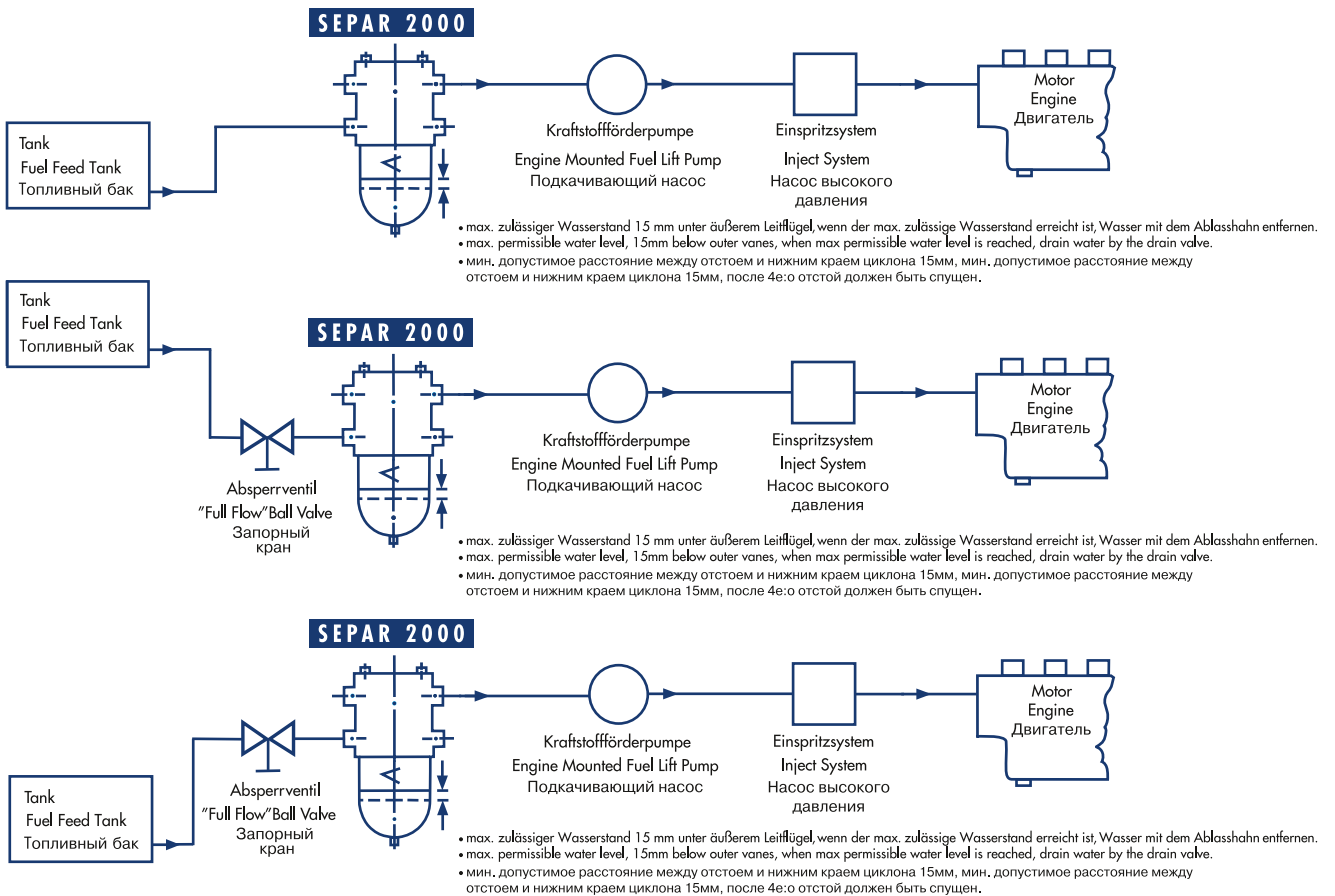 SEPAR 2000
Tank
Fuel Feed Tank
Топливный бак
Kraftstoffförderpumpe
Engine Mounted Fuel Lift Pump
Подкачивающий насос
Einspritzsystem
Inject System
Насос высокого
давления
Motor
Engine
Двигатель
• max. zulässiger Wasserstand 15 mm unter äußerem Leitflügel, wenn der max. zulässige Wasserstand erreicht ist, Wasser mit dem Ablasshahn entfernen.
• max. permissible water level, 15mm below outer vanes, when max permissible water level is reached, drain water by the drain valve.
• мин. допустимое расстояние между отстоем и нижним краем циклона 15мм, мин. допустимое расстояние между
отстоем и нижним краем циклона 15мм, после 4е:о отстой должен быть спущен.
Tank
Fuel Feed Tank
Топливный бак
SEPAR 2000
Absperrventil
"Full Flow"Ball Valve
Запорный
кран
Kraftstoffförderpumpe
Engine Mounted Fuel Lift Pump
Подкачивающий насос
Einspritzsystem
Inject System
Насос высокого
давления
Motor
Engine
Двигатель
• max. zulässiger Wasserstand 15 mm unter äußerem Leitflügel, wenn der max. zulässige Wasserstand erreicht ist, Wasser mit dem Ablasshahn entfernen.
• max. permissible water level, 15mm below outer vanes, when max permissible water level is reached, drain water by the drain valve.
• мин. допустимое расстояние между отстоем и нижним краем циклона 15мм, мин. допустимое расстояние между
отстоем и нижним краем циклона 15мм, после 4е:о отстой должен быть спущен.
SEPAR 2000
Tank
Fuel Feed Tank
Топливный бак
Absperrventil
"Full Flow"Ball Valve
Запорный
кран
Kraftstoffförderpumpe
Engine Mounted Fuel Lift Pump
Подкачивающий насос
Einspritzsystem
Inject System
Насос высокого
давления
Motor
Engine
Двигатель
• max. zulässiger Wasserstand 15 mm unter äußerem Leitflügel, wenn der max. zulässige Wasserstand erreicht ist, Wasser mit dem Ablasshahn entfernen.
• max. permissible water level, 15mm below outer vanes, when max permissible water level is reached, drain water by the drain valve.
• мин. допустимое расстояние между отстоем и нижним краем циклона 15мм, мин. допустимое расстояние между
отстоем и нижним краем циклона 15мм, после 4е:о отстой должен быть спущен.